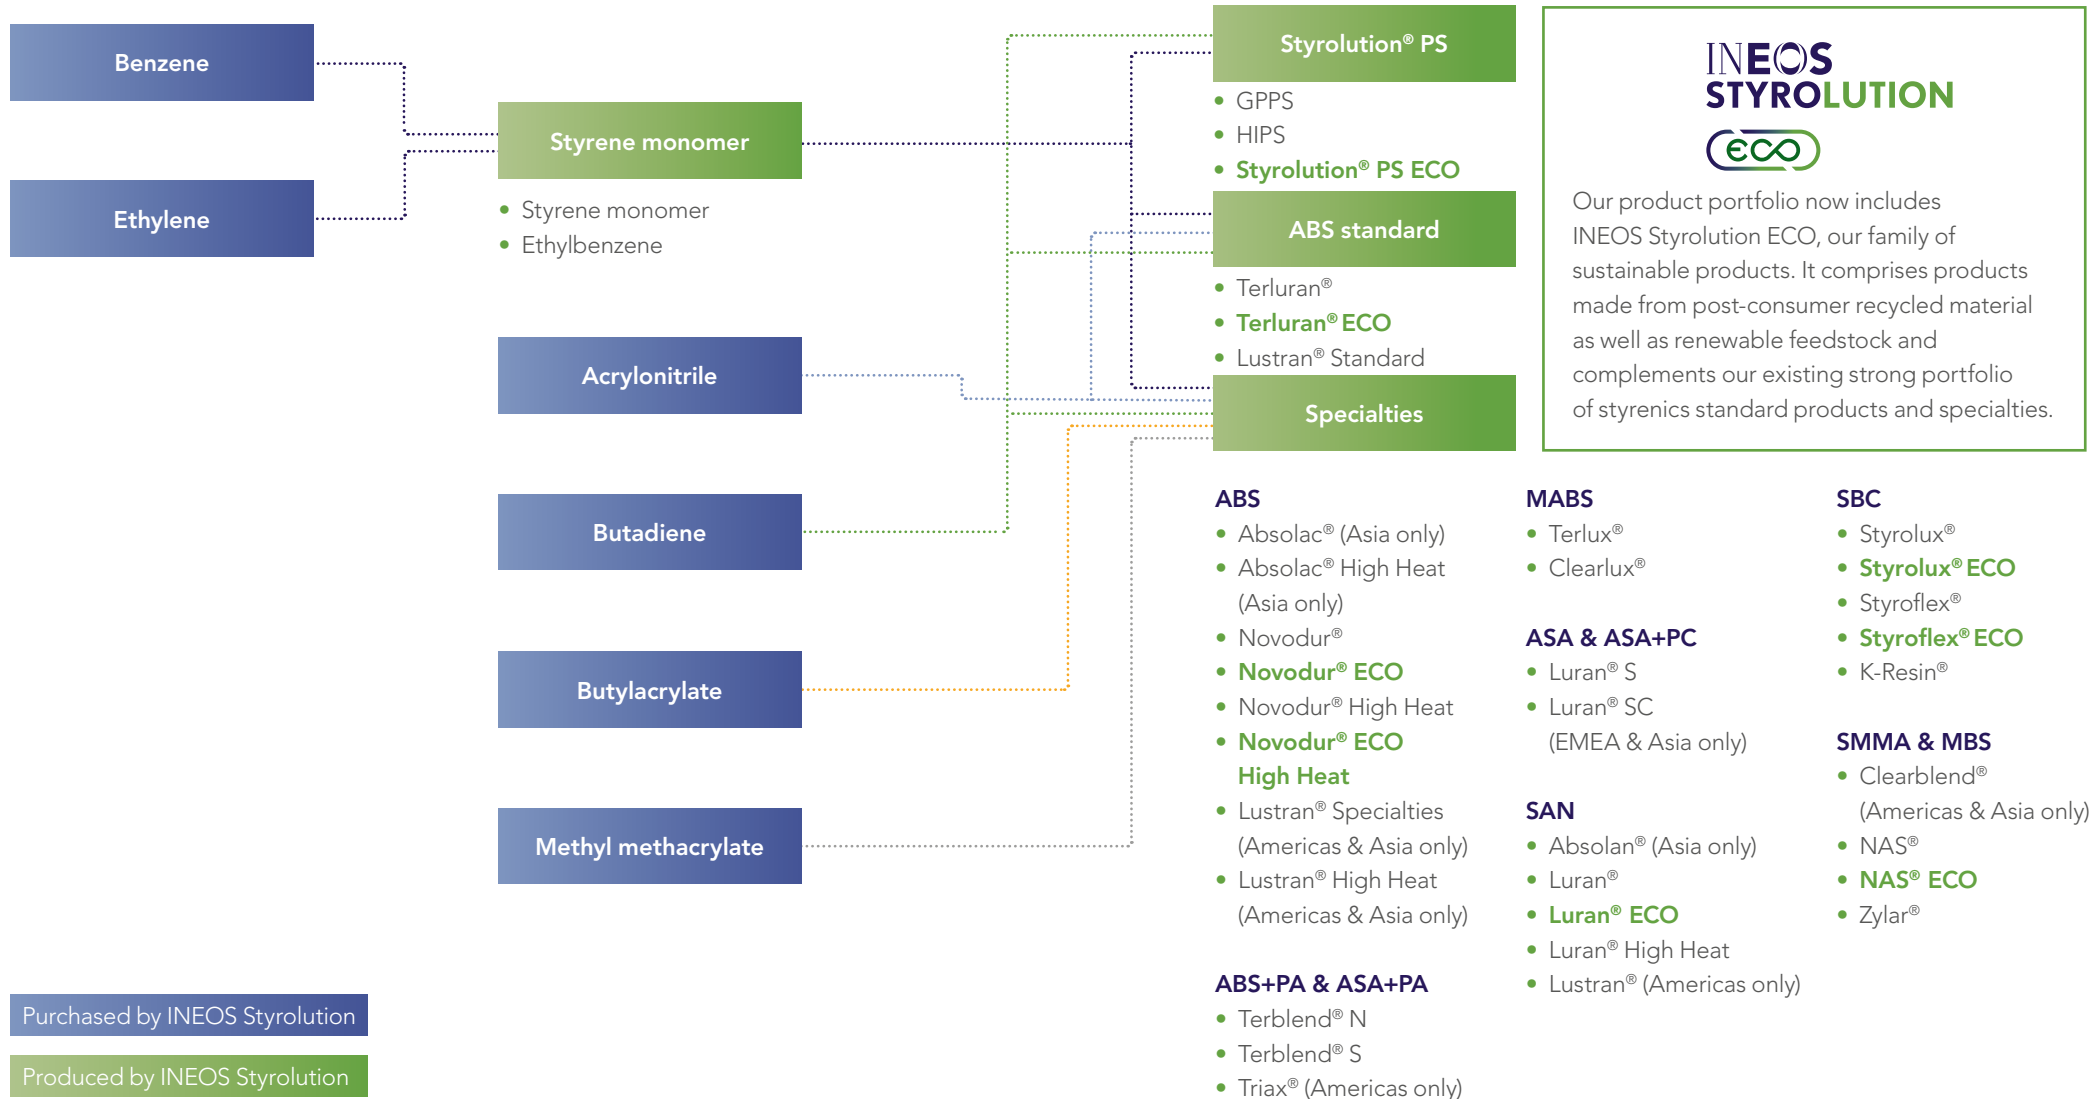 Benzene
Ethylene
Styrene monomer
• Styrene monomer
• Ethylbenzene
Acrylonitrile
Butadiene
Butylacrylate
Methyl methacrylate
Purchased by INEOS Styrolution
Produced by INEOS Styrolution
Styrolution® PS
• GPPS
• HIPS
• Styrolution® PS ECO
ABS standard
• Terluran®
• Terluran® ECO
• Lustran® Standard
Specialties
INEOS
STYROLUTION
ECO
Our product portfolio now includes
INEOS Styrolution ECO, our family of
sustainable products. It comprises products
made from post-consumer recycled material
as well as renewable feedstock and
complements our existing strong portfolio
of styrenics standard products and specialties.
ABS
• Absolac® (Asia only)
• Absolac® High Heat
(Asia only)
• Novodur®
• Novodur® ECO
• Novodur® High Heat
• Novodur® ECO
High Heat
• Lustran® Specialties
(Americas & Asia only)
• Lustran® High Heat
(Americas & Asia only)
ABS+PA & ASA+PA
• Terblend® N
• Terblend® S
• Triax® (Americas only)
MABS
• Terlux®
• Clearlux®
ASA & ASA+PC
• Luran® S
• Luran® SC
(EMEA & Asia only)
SAN
• Absolan® (Asia only)
• Luran®
• Luran® ECO
• Luran® High Heat
• Lustran® (Americas only)
SBC
• Styrolux®
• Styrolux® ECO
• Styroflex®
• Styroflex® ECO
• K-Resin®
SMMA & MBS
• Clearblend®
(Americas & Asia only)
• NAS®
• NAS® ECO
• Zylar®